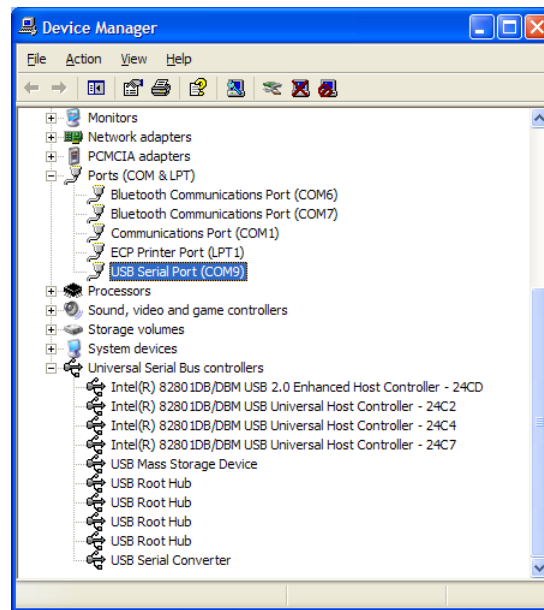 Device Manager
File Action View Help
Monitors
Network adapters
PCMCIA adapters
Ports (COM & LPT)
Bluetooth Communications Port (COM6)
Bluetooth Communications Port (COM7)
Communications Port (COM1)
ECP Printer Port (LPT1)
USB Serial Port (COM9)
Processors
Sound, video and game controllers
Storage volumes
System devices
Universal Serial Bus controllers
Intel(R) 82801DB/DBM USB 2.0 Enhanced Host Controller - 24CD
Intel(R) 82801DB/DBM USB Universal Host Controller - 24C2
Intel(R) 82801DB/DBM USB Universal Host Controller - 24C4
Intel(R) 82801DB/DBM USB Universal Host Controller - 24C7
USB Mass Storage Device
USB Root Hub
USB Root Hub
USB Root Hub
USB Root Hub
USB Serial Converter